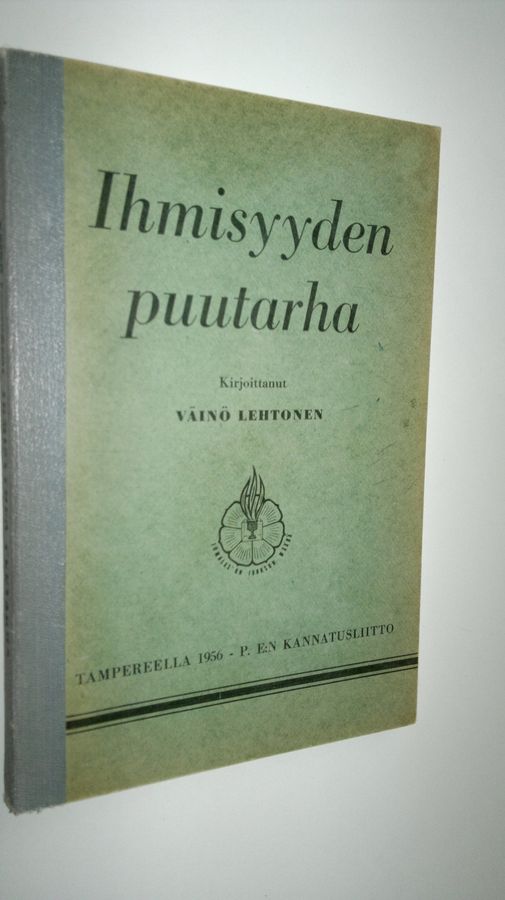 Ihmisyyden
puutarha
Kirjoittanut
VÄINÖ LEHTONEN
TAMPEREELLA 1956 - P. E:N KANNATUSLIITTO